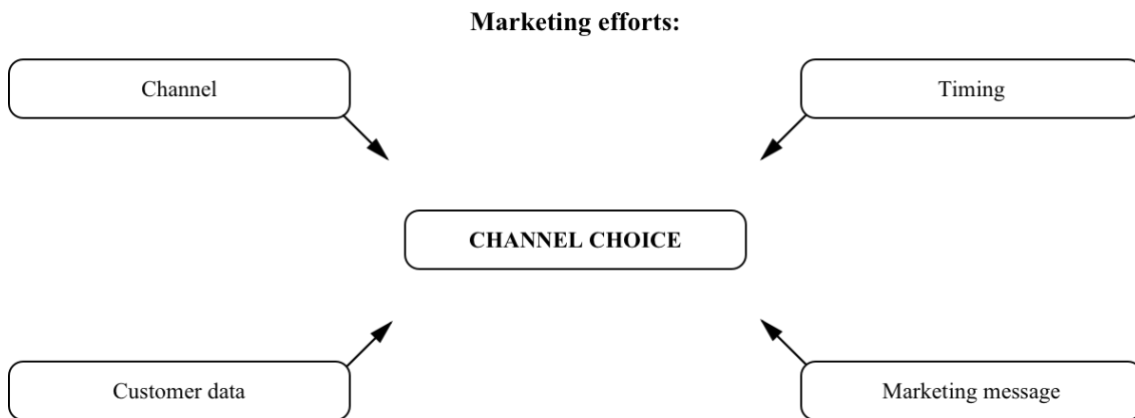 Marketing efforts:
Channel
Timing
CHANNEL CHOICE
Customer data
Marketing message